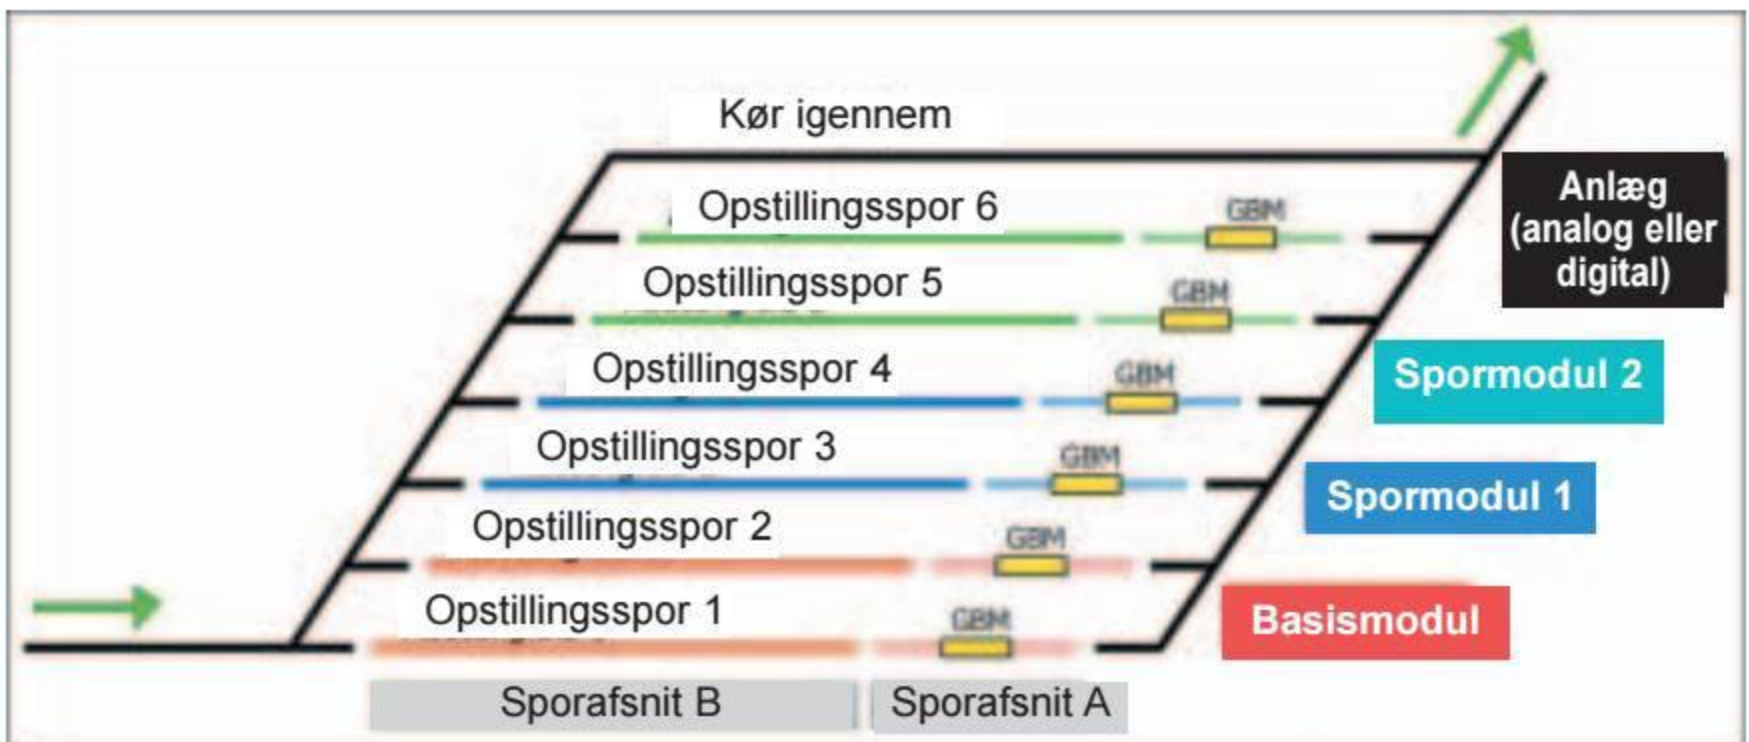 Kør igennem
Anlæg
(analog eller
digital)
Opstillingsspor 6
GBM
Opstillingsspor 5
GBM
Opstillingsspor 4
GBM
Spormodul 2
Opstillingsspor 3
GBM
Spormodul 1
Opstillingsspor 2
GBM
Opstillingsspor 1
GBM
Basismodul
Sporafsnit B
Sporafsnit A